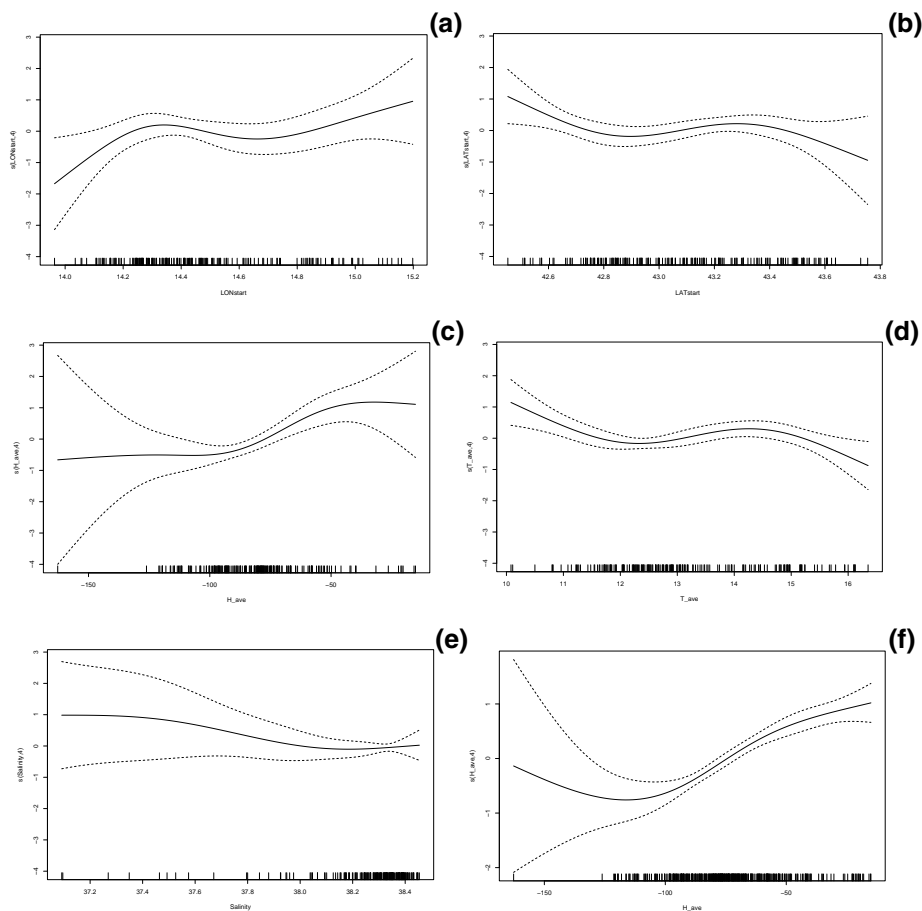 (a)
3
2
1
0
−1
−2
−3
−4
s(LONstart,4)
14.0 14.2 14.4 14.6 14.8 15.0 15.2
LONstart
(b)
3
2
1
0
−1
−2
−3
−4
s(LATstart,4)
42.6 42.8 43.0 43.2 43.4 43.6 43.8
LATstart
(c)
3
2
1
0
−1
−2
−3
−4
s(H_ave,4)
−150 −100 −50
H_ave
(d)
3
2
1
0
−1
−2
−3
−4
s(T_ave,4)
10 11 12 13 14 15 16
T_ave
(e)
3
2
1
0
−1
−2
−3
−4
s(Salinity,4)
37.2 37.4 37.6 37.8 38.0 38.2 38.4
Salinity
(f)
1
0
−1
−2
s(H_ave,4)
−150 −100 −50
H_ave